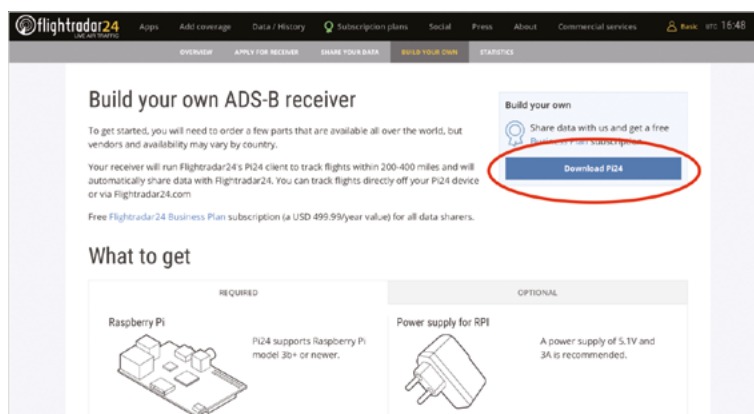 flightradar24
LIVE AIR TRAFFIC
Apps Add coverage Data / History Subscription plans Social Press About Commercial services Basic UTC 16:48
OVERVIEW APPLY FOR RECEIVER SHARE YOUR DATA BUILD YOUR OWN STATISTICS
Build your own ADS-B receiver
To get started, you will need to order a few parts that are available all over the world, but
vendors and availability may vary by country.
Your receiver will run Flightradar24's Pi24 client to track flights within 200-400 miles and will
automatically share data with Flightradar24. You can track flights directly off your Pi24 device
or via Flightradar24.com
Free Flightradar24 Business Plan subscription (a USD 499.99/year value) for all data sharers.
Build your own
Share data with us and get a free
Business Plan subscription
Download Pi24
What to get
REQUIRED OPTIONAL
Raspberry Pi
Pi24 supports Raspberry Pi
model 3b+ or newer.
Power supply for RPI
A power supply of 5.1V and
3A is recommended.